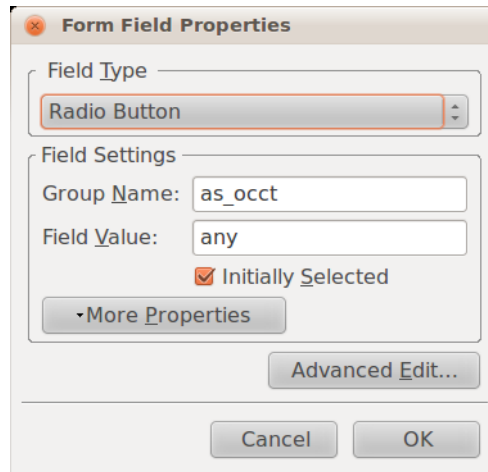 Form Field Properties
Field Type
Radio Button
Field Settings
Group Name: as_occt
Field Value: any
Initially Selected
More Properties
Advanced Edit...
Cancel OK